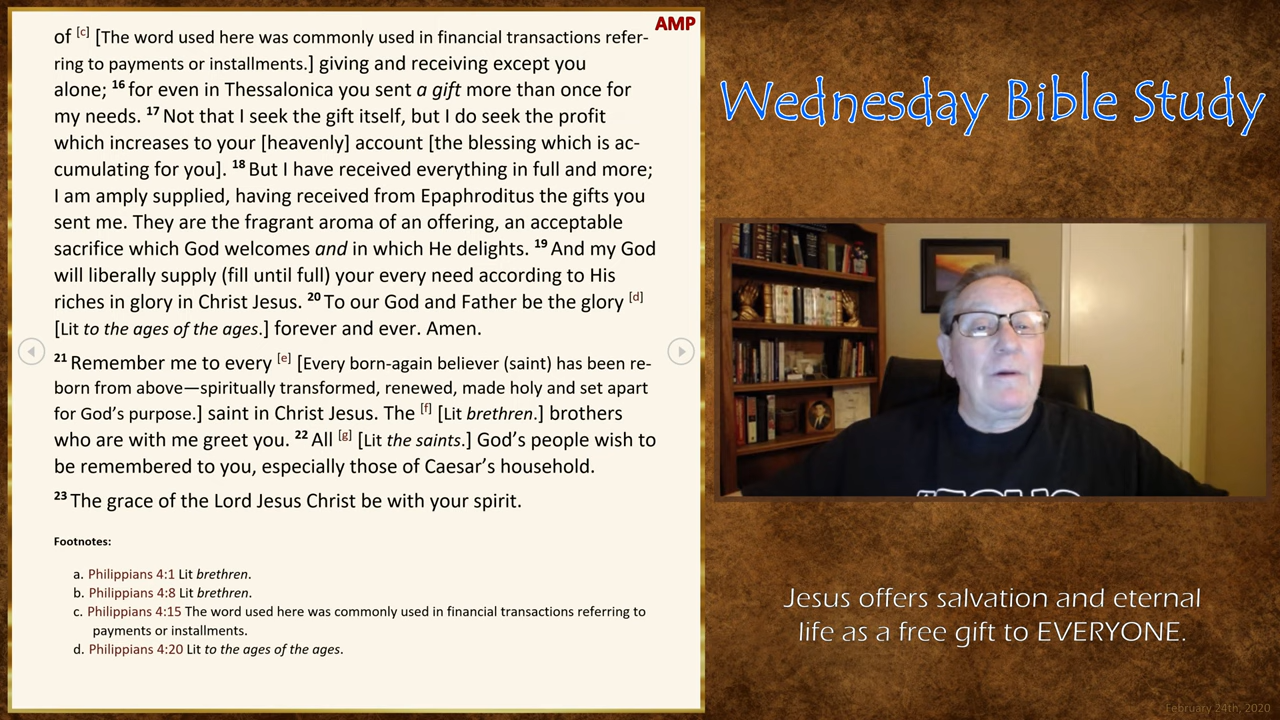 AMP
of [c] [The word used here was commonly used in financial transactions refer-
ring to payments or installments.] giving and receiving except you
alone; 16 for even in Thessalonica you sent a gift more than once for
my needs. 17 Not that I seek the gift itself, but I do seek the profit
which increases to your [heavenly] account [the blessing which is ac-
cumulating for you]. 18 But I have received everything in full and more;
I am amply supplied, having received from Epaphroditus the gifts you
sent me. They are the fragrant aroma of an offering, an acceptable
sacrifice which God welcomes and in which He delights. 19 And my God
will liberally supply (fill until full) your every need according to His
riches in glory in Christ Jesus. 20 To our God and Father be the glory [d]
[Lit to the ages of the ages.] forever and ever. Amen.
21 Remember me to every [e] [Every born-again believer (saint) has been re-
born from above—spiritually transformed, renewed, made holy and set apart
for God's purpose.] saint in Christ Jesus. The [f] [Lit brethren.] brothers
who are with me greet you. 22 All [g] [Lit the saints.] God's people wish to
be remembered to you, especially those of Caesar's household.
23 The grace of the Lord Jesus Christ be with your spirit.
Footnotes:
a. Philippians 4:1 Lit brethren.
b. Philippians 4:8 Lit brethren.
c. Philippians 4:15 The word used here was commonly used in financial transactions referring to
payments or installments.
d. Philippians 4:20 Lit to the ages of the ages.
Wednesday Bible Study
Jesus offers salvation and eternal
life as a free gift to EVERYONE.
February 24th, 2020